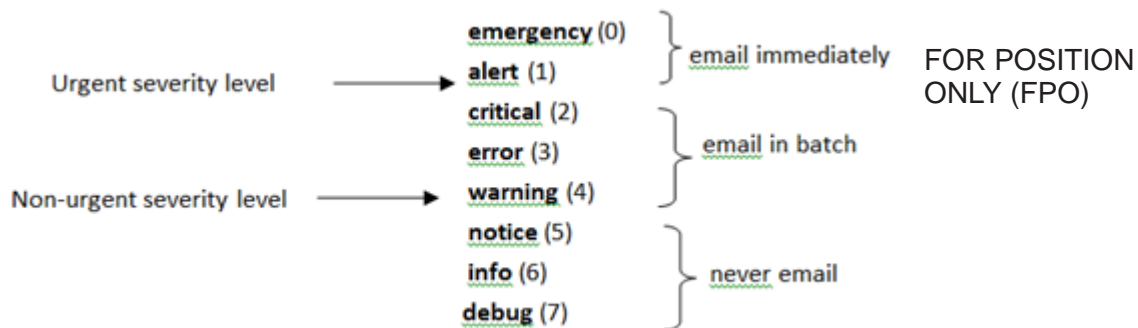 emergency (0)
email immediately
FOR POSITION
ONLY (FPO)
Urgent severity level
alert (1)
critical (2)
error (3)
email in batch
Non-urgent severity level
warning (4)
notice (5)
info (6)
never email
debug (7)